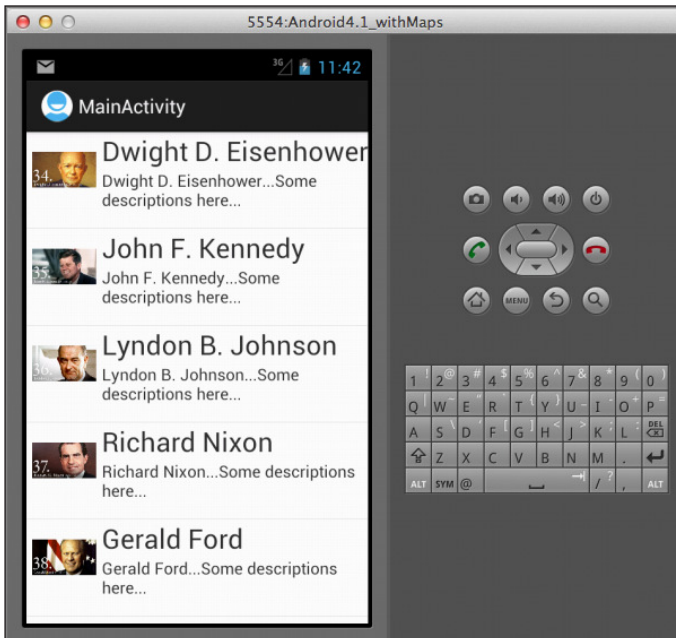 5554:Android4.1_withMaps
3G 11:42
MainActivity
34.
Dwight D. Eisenhower
Dwight D. Eisenhower...Some
descriptions here...
35.
John F. Kennedy
John F. Kennedy...Some
descriptions here...
36.
Lyndon B. Johnson
Lyndon B. Johnson...Some
descriptions here...
37.
Richard Nixon
Richard Nixon...Some descriptions
here...
38.
Gerald Ford
Gerald Ford...Some descriptions
here...
MENU
1 ! 2 @ 3 # 4 $ 5 % 6 ^ 7 & 8 * 9 ( 0 )
Q | W ~ E " R ` T { Y } U _ I - O + P =
A S \ D ' F [ G ] H < J > K ; L : DEL
Z X C V B N M .
ALT SYM @ / ? , ALT